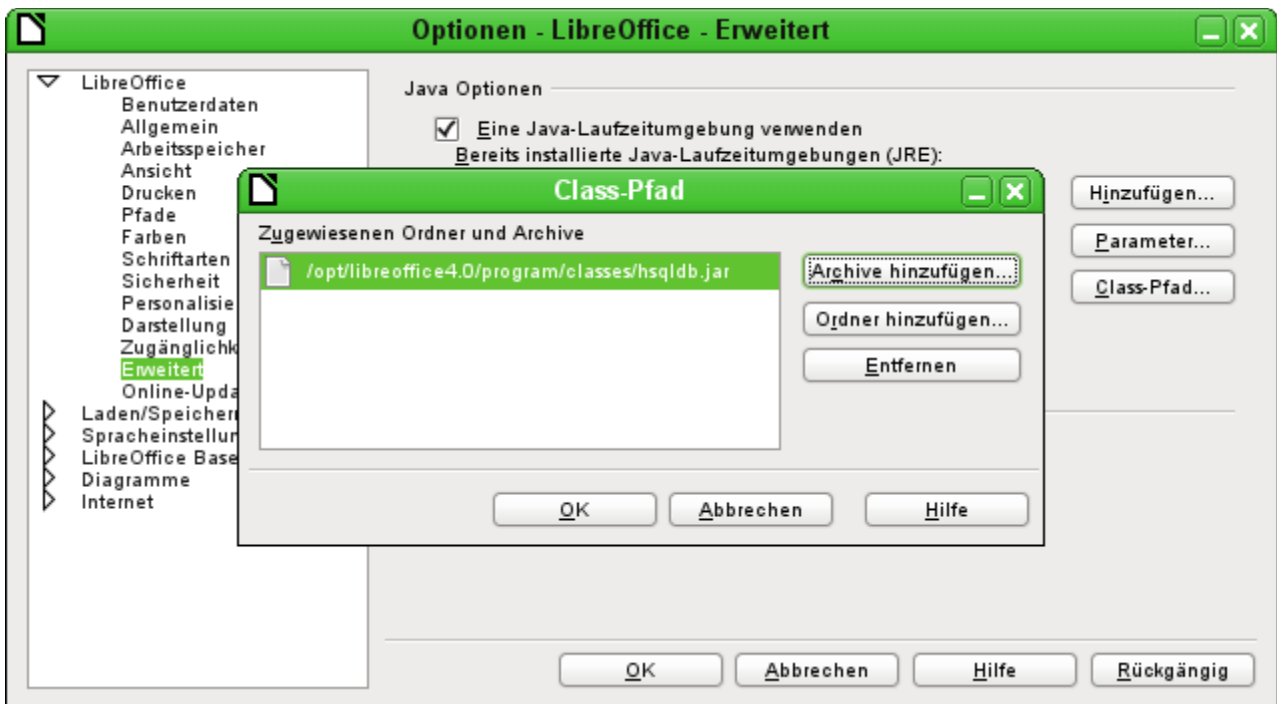 Optionen - LibreOffice - Erweitert
LibreOffice
Benutzerdaten
Allgemein
Arbeitsspeicher
Ansicht
Drucken
Pfade
Farben
Schriftarten
Sicherheit
Personalisie
Darstellung
Zugänglichk
Erweitert
Online-Upda
Laden/Speichern
Spracheinstellun
LibreOffice Base
Diagramme
Internet
Java Optionen
Eine Java-Laufzeitumgebung verwenden
Bereits installierte Java-Laufzeitumgebungen (JRE):
Hinzufügen...
Parameter...
Class-Pfad...
Class-Pfad
Zugewiesenen Ordner und Archive
/opt/libreoffice4.0/program/classes/hsqldb.jar
Archive hinzufügen...
Ordner hinzufügen...
Entfernen
OK
Abbrechen
Hilfe
OK
Abbrechen
Hilfe
Rückgängig